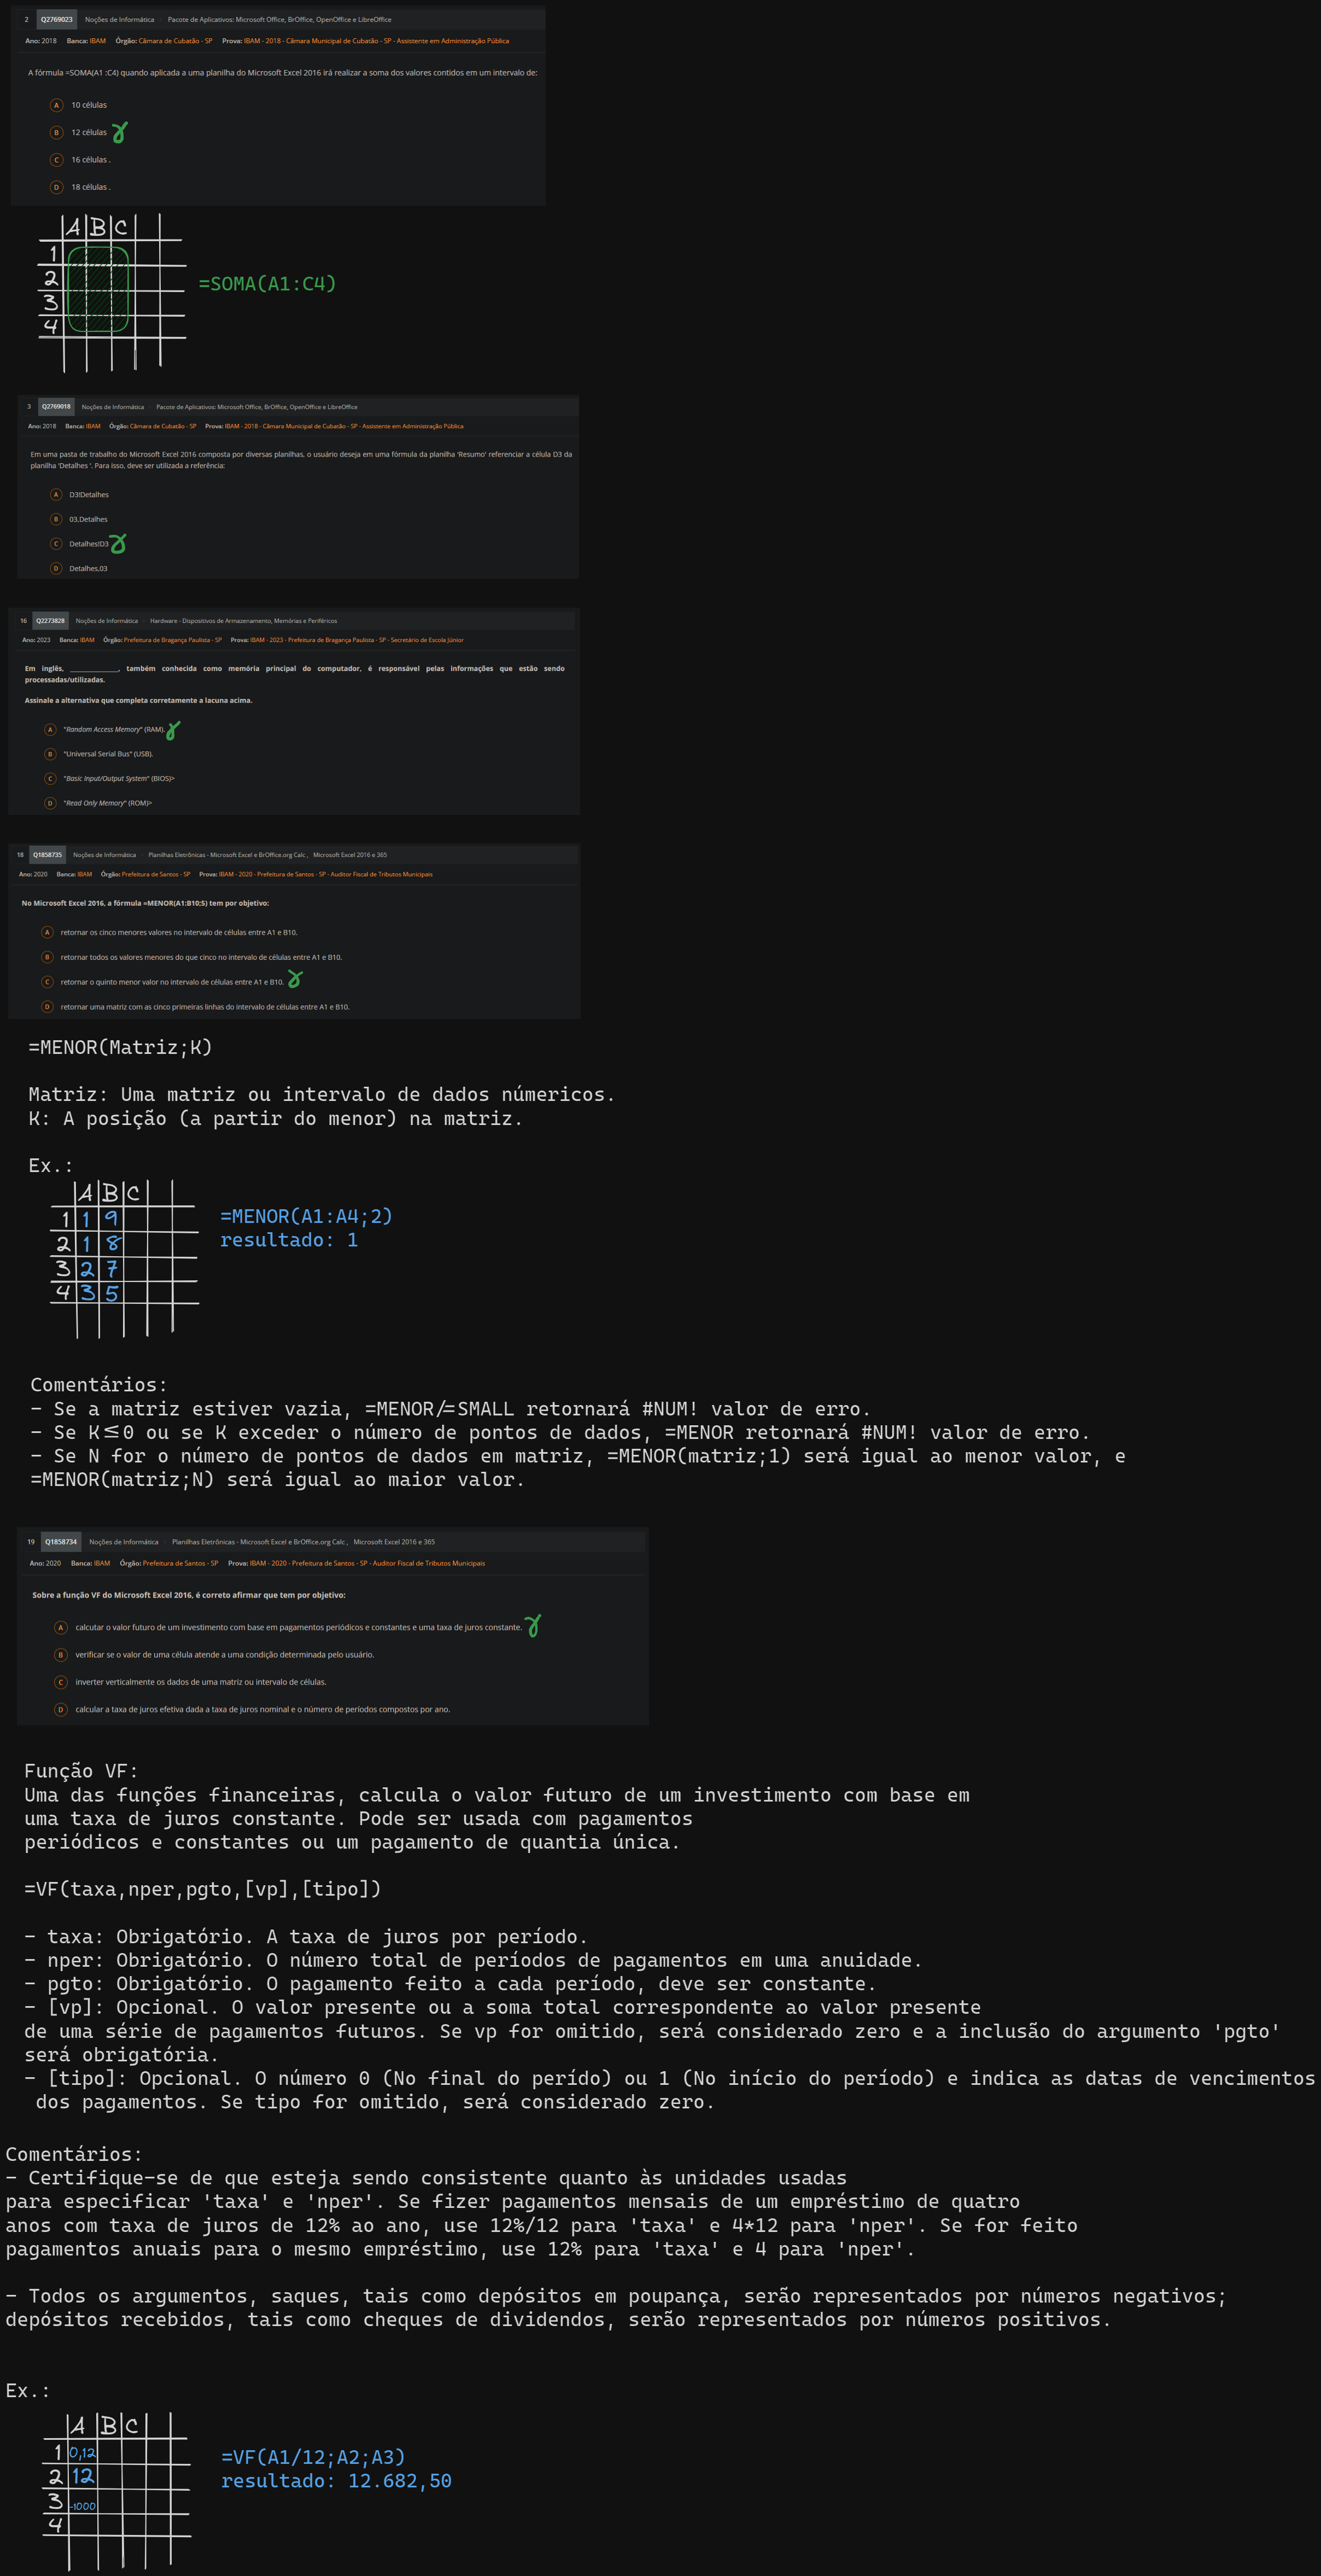 2 Q2769023 Noções de Informática Pacote de Aplicativos: Microsoft Office, BrOffice, OpenOffice e LibreOffice
Ano: 2018 Banca: IBAM Órgão: Câmara de Cubatão - SP Prova: IBAM - 2018 - Câmara Municipal de Cubatão - SP - Assistente em Administração Pública
A fórmula =SOMA(A1 :C4) quando aplicada a uma planilha do Microsoft Excel 2016 irá realizar a soma dos valores contidos em um intervalo de:
A 10 células
B 12 células
C 16 células .
D 18 células .
A B C
1
2
3
4
=SOMA(A1:C4)
3 Q2769018 Noções de Informática Pacote de Aplicativos: Microsoft Office, BrOffice, OpenOffice e LibreOffice
Ano: 2018 Banca: IBAM Órgão: Câmara de Cubatão - SP Prova: IBAM - 2018 - Câmara Municipal de Cubatão - SP - Assistente em Administração Pública
Em uma pasta de trabalho do Microsoft Excel 2016 composta por diversas planilhas, o usuário deseja em uma fórmula da planilha 'Resumo' referenciar a célula D3 da
planilha 'Detalhes '. Para isso, deve ser utilizada a referência:
A D3!Detalhes
B 03,Detalhes
C Detalhes!D3
D Detalhes,03
16 Q2273828 Noções de Informática Hardware - Dispositivos de Armazenamento, Memórias e Periféricos
Ano: 2023 Banca: IBAM Órgão: Prefeitura de Bragança Paulista - SP Prova: IBAM - 2023 - Prefeitura de Bragança Paulista - SP - Secretário de Escola Júnior
Em inglês, ______________, também conhecida como memória principal do computador, é responsável pelas informações que estão sendo
processadas/utilizadas.
Assinale a alternativa que completa corretamente a lacuna acima.
A "Random Access Memory" (RAM).
B "Universal Serial Bus" (USB).
C "Basic Input/Output System" (BIOS)>
D "Read Only Memory" (ROM)>
18 Q1858735 Noções de Informática Planilhas Eletrônicas - Microsoft Excel e BrOffice.org Calc , Microsoft Excel 2016 e 365
Ano: 2020 Banca: IBAM Órgão: Prefeitura de Santos - SP Prova: IBAM - 2020 - Prefeitura de Santos - SP - Auditor Fiscal de Tributos Municipais
No Microsoft Excel 2016, a fórmula =MENOR(A1:B10;5) tem por objetivo:
A retornar os cinco menores valores no intervalo de células entre A1 e B10.
B retornar todos os valores menores do que cinco no intervalo de células entre A1 e B10.
C retornar o quinto menor valor no intervalo de células entre A1 e B10.
D retornar uma matriz com as cinco primeiras linhas do intervalo de células entre A1 e B10.
=MENOR(Matriz;K)
Matriz: Uma matriz ou intervalo de dados númericos.
K: A posição (a partir do menor) na matriz.
Ex.:
A B C
1 1 9
2 1 8
3 2 7
4 3 5
=MENOR(A1:A4;2)
resultado: 1
Comentários:
- Se a matriz estiver vazia, =MENOR/=SMALL retornará #NUM! valor de erro.
- Se K≤0 ou se K exceder o número de pontos de dados, =MENOR retornará #NUM! valor de erro.
- Se N for o número de pontos de dados em matriz, =MENOR(matriz;1) será igual ao menor valor, e
=MENOR(matriz;N) será igual ao maior valor.
19 Q1858734 Noções de Informática Planilhas Eletrônicas - Microsoft Excel e BrOffice.org Calc , Microsoft Excel 2016 e 365
Ano: 2020 Banca: IBAM Órgão: Prefeitura de Santos - SP Prova: IBAM - 2020 - Prefeitura de Santos - SP - Auditor Fiscal de Tributos Municipais
Sobre a função VF do Microsoft Excel 2016, é correto afirmar que tem por objetivo:
A calcutar o valor futuro de um investimento com base em pagamentos periódicos e constantes e uma taxa de juros constante.
B verificar se o valor de uma célula atende a uma condição determinada pelo usuário.
C inverter verticalmente os dados de uma matriz ou intervalo de células.
D calcular a taxa de juros efetiva dada a taxa de juros nominal e o número de períodos compostos por ano.
Função VF:
Uma das funções financeiras, calcula o valor futuro de um investimento com base em
uma taxa de juros constante. Pode ser usada com pagamentos
periódicos e constantes ou um pagamento de quantia única.
=VF(taxa,nper,pgto,[vp],[tipo])
- taxa: Obrigatório. A taxa de juros por período.
- nper: Obrigatório. O número total de períodos de pagamentos em uma anuidade.
- pgto: Obrigatório. O pagamento feito a cada período, deve ser constante.
- [vp]: Opcional. O valor presente ou a soma total correspondente ao valor presente
de uma série de pagamentos futuros. Se vp for omitido, será considerado zero e a inclusão do argumento 'pgto'
será obrigatória.
- [tipo]: Opcional. O número 0 (No final do perído) ou 1 (No início do período) e indica as datas de vencimentos
dos pagamentos. Se tipo for omitido, será considerado zero.
Comentários:
- Certifique-se de que esteja sendo consistente quanto às unidades usadas
para especificar 'taxa' e 'nper'. Se fizer pagamentos mensais de um empréstimo de quatro
anos com taxa de juros de 12% ao ano, use 12%/12 para 'taxa' e 4*12 para 'nper'. Se for feito
pagamentos anuais para o mesmo empréstimo, use 12% para 'taxa' e 4 para 'nper'.
- Todos os argumentos, saques, tais como depósitos em poupança, serão representados por números negativos;
depósitos recebidos, tais como cheques de dividendos, serão representados por números positivos.
Ex.:
A B C
1 0,12
2 12
3 -1000
4
=VF(A1/12;A2;A3)
resultado: 12.682,50